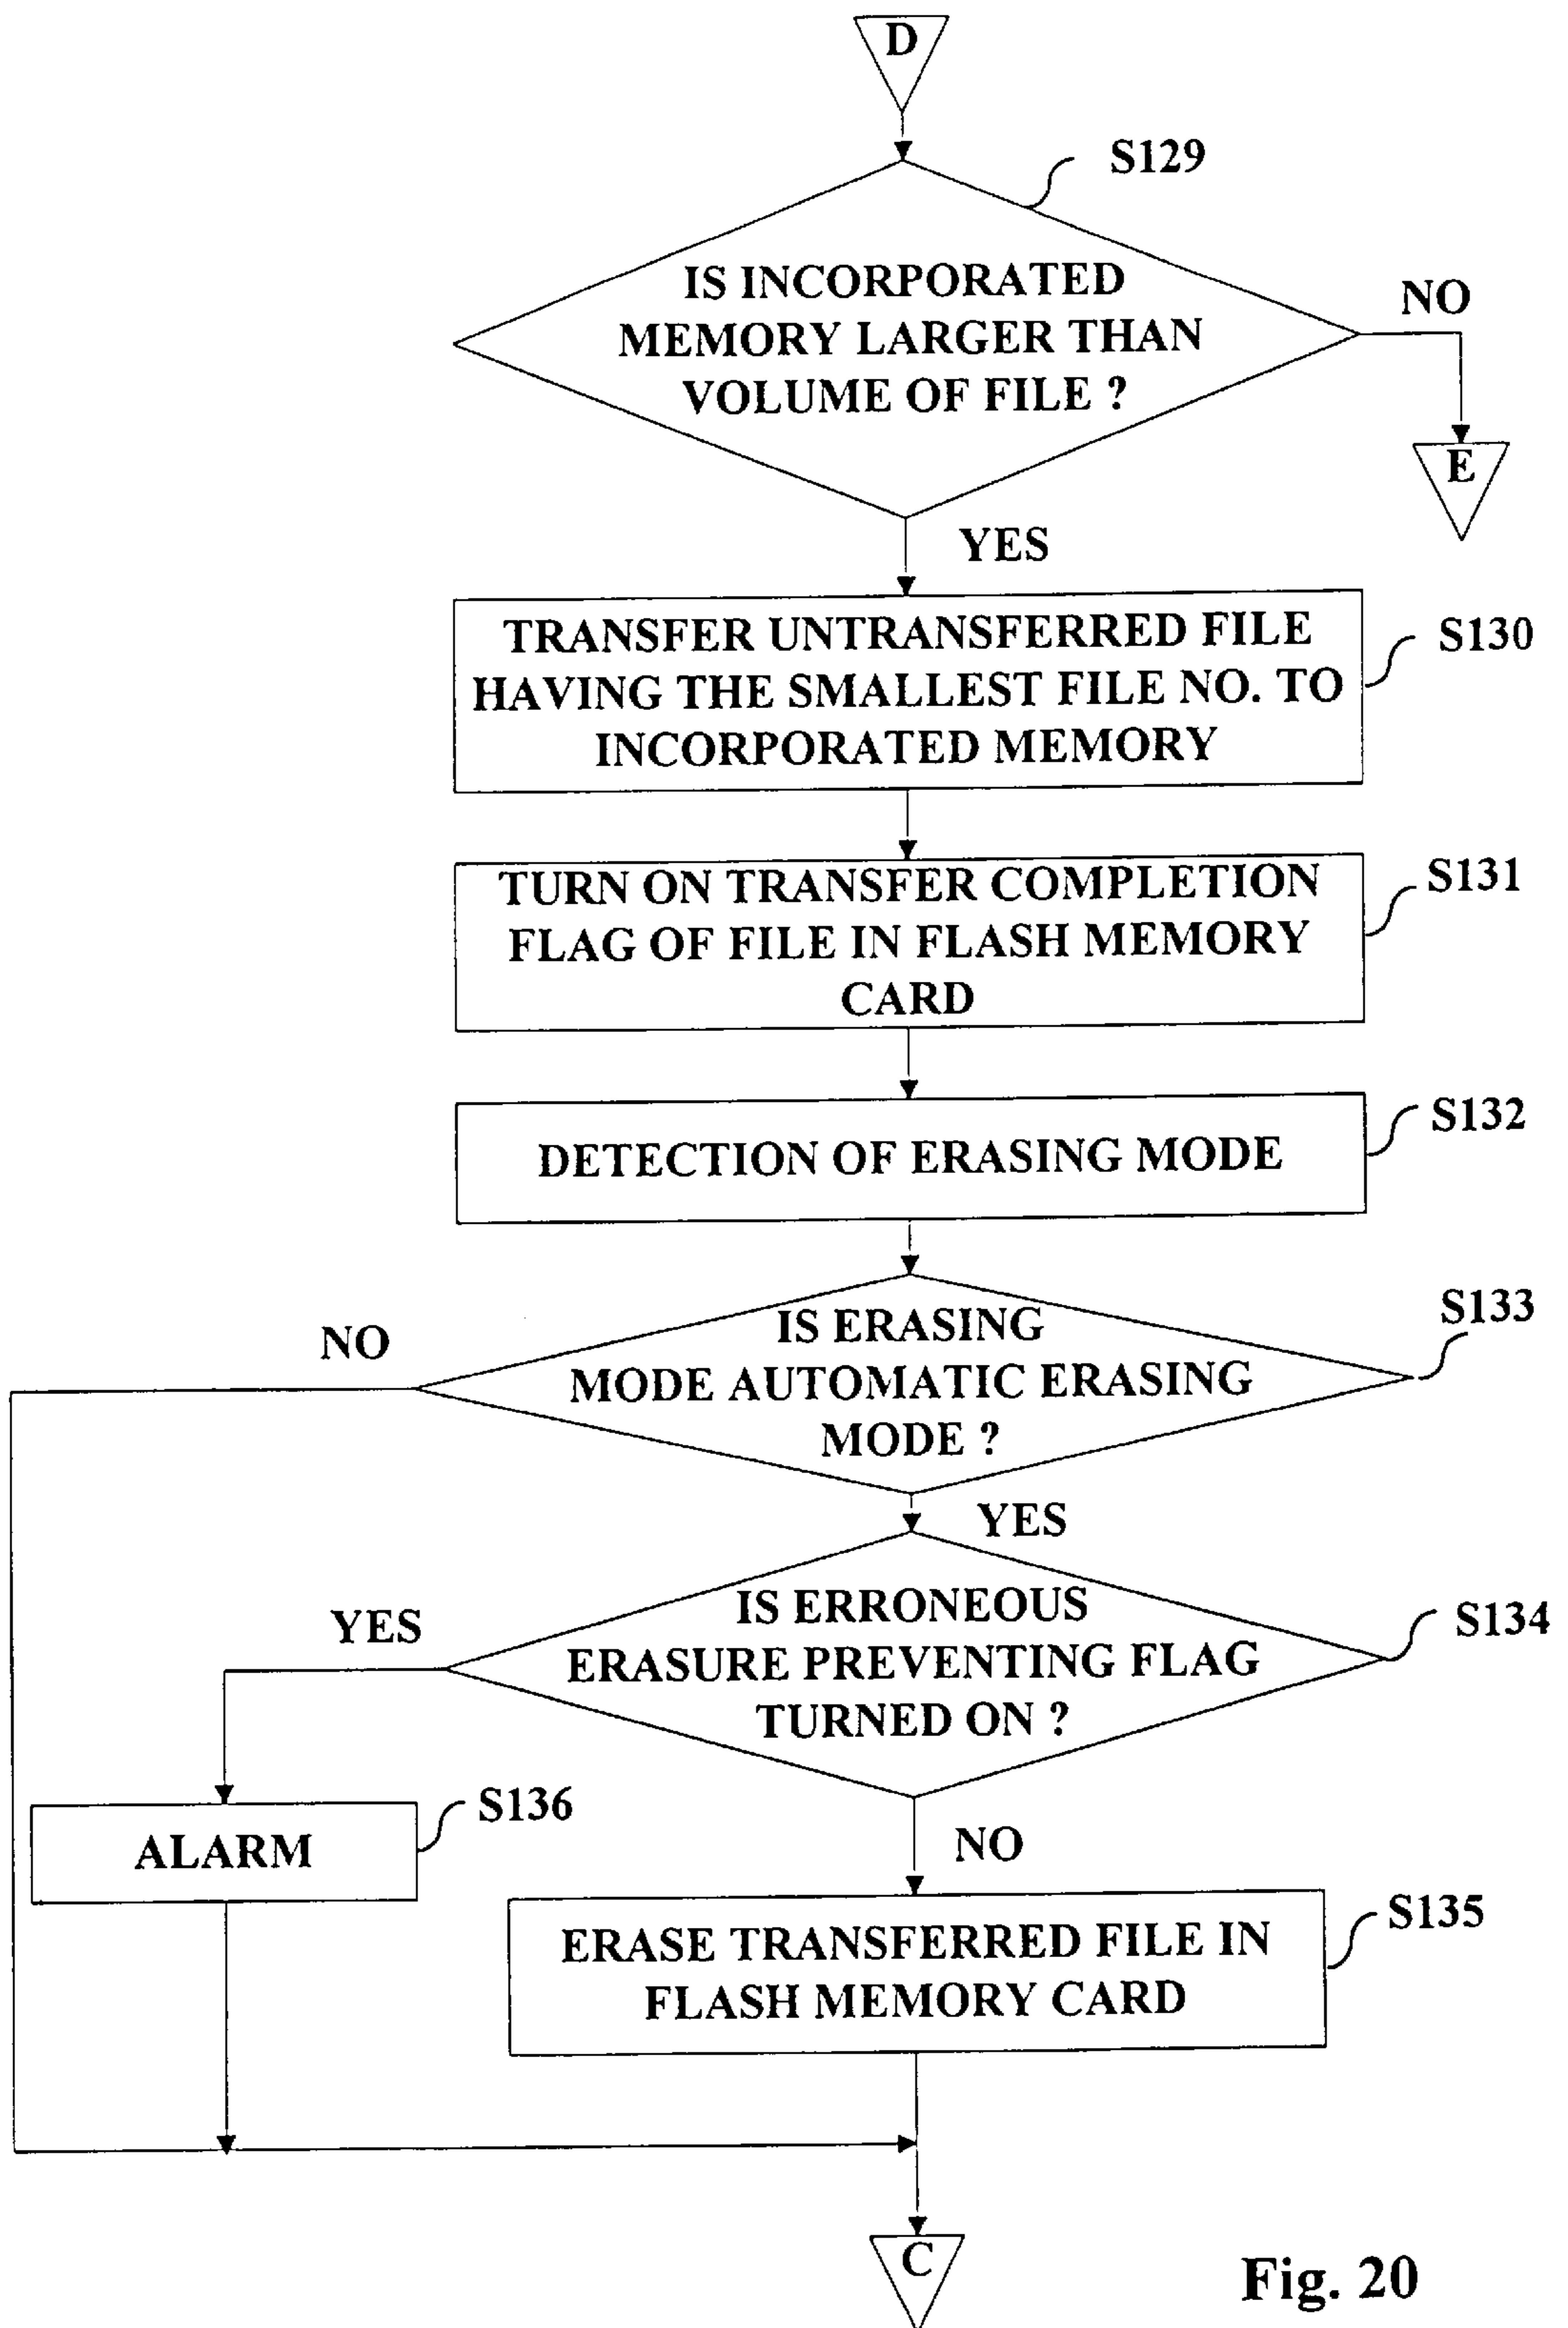 D
S129
IS INCORPORATED
MEMORY LARGER THAN
VOLUME OF FILE ?
NO
E
YES
TRANSFER UNTRANSFERRED FILE
HAVING THE SMALLEST FILE NO. TO
INCORPORATED MEMORY
S130
TURN ON TRANSFER COMPLETION
FLAG OF FILE IN FLASH MEMORY
CARD
S131
DETECTION OF ERASING MODE
S132
IS ERASING
MODE AUTOMATIC ERASING
MODE ?
S133
NO
YES
IS ERRONEOUS
ERASURE PREVENTING FLAG
TURNED ON ?
S134
YES
ALARM
S136
NO
ERASE TRANSFERRED FILE IN
FLASH MEMORY CARD
S135
C
Fig. 20